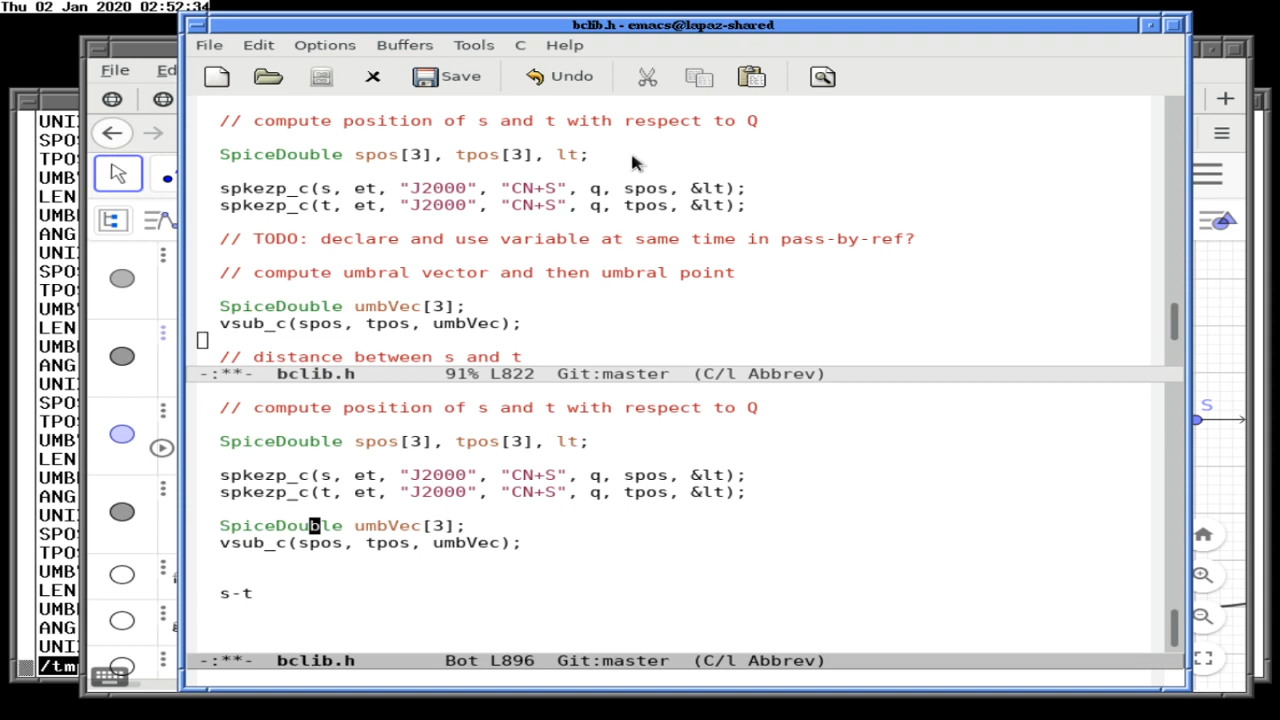 Thu 02 Jan 2020 02:52:34
bclib.h - emacs@lapaz-shared
File Edit Options Buffers Tools C Help
Save Undo
// compute position of s and t with respect to Q
SpiceDouble spos[3], tpos[3], lt;
spkezp_c(s, et, "J2000", "CN+S", q, spos, &lt);
spkezp_c(t, et, "J2000", "CN+S", q, tpos, &lt);
// TODO: declare and use variable at same time in pass-by-ref?
// compute umbral vector and then umbral point
SpiceDouble umbVec[3];
vsub_c(spos, tpos, umbVec);
// distance between s and t
-:**- bclib.h 91% L822 Git:master (C/l Abbrev)
// compute position of s and t with respect to Q
SpiceDouble spos[3], tpos[3], lt;
spkezp_c(s, et, "J2000", "CN+S", q, spos, &lt);
spkezp_c(t, et, "J2000", "CN+S", q, tpos, &lt);
SpiceDouble umbVec[3];
vsub_c(spos, tpos, umbVec);
s-t
-:**- bclib.h Bot L896 Git:master (C/l Abbrev)
File Ed
UNI
SPO
TPO
UMB
LEN
UMB
ANG
UNI
SPO
TPO
UMB
LEN
UMB
ANG
UNI
SPO
TPO
UMB
LEN
UMB
ANG
UNI
SPO
TPO
UMB
LEN
UMB
ANG
UNI
/tm
S